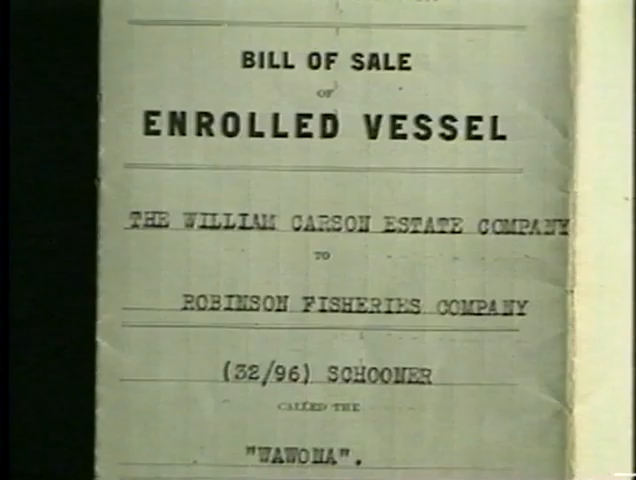 BILL OF SALE
OF
ENROLLED VESSEL
THE WILLIAM CARSON ESTATE COMPANY
TO
ROBINSON FISHERIES COMPANY
(32/96) SCHOONER
CALLED THE
"WAWONA".